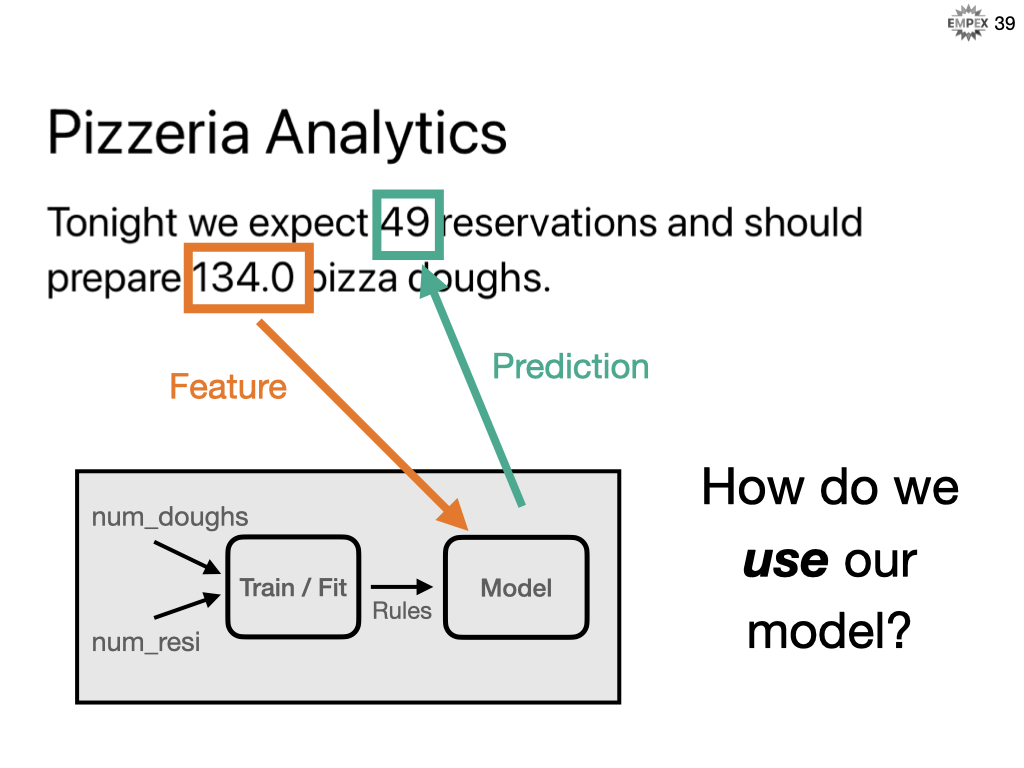 EMPEX 39
Pizzeria Analytics
Tonight we expect 49 reservations and should
prepare 134.0 pizza doughs.
Prediction
Feature
How do we
use our
model?
num_doughs
Train / Fit
Rules
Model
num_resi